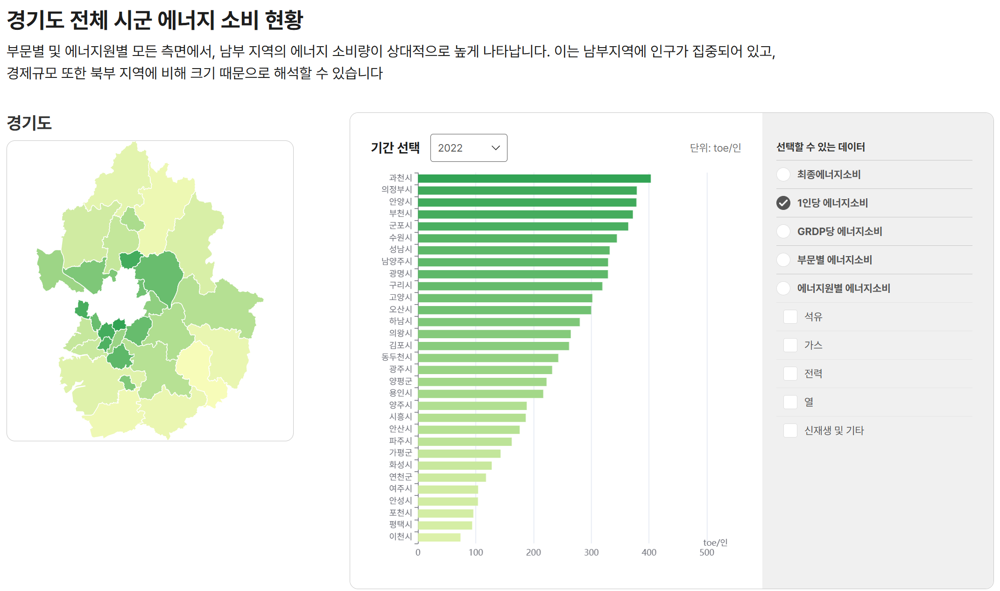 경기도 전체 시군 에너지 소비 현황
부문별 및 에너지원별 모든 측면에서, 남부 지역의 에너지 소비량이 상대적으로 높게 나타납니다. 이는 남부지역에 인구가 집중되어 있고,
경제규모 또한 북부 지역에 비해 크기 때문으로 해석할 수 있습니다
경기도
기간 선택
2022
단위: toe/인
과천시
의정부시
안양시
부천시
군포시
수원시
성남시
남양주시
광명시
구리시
고양시
오산시
하남시
의왕시
김포시
동두천시
광주시
양평군
용인시
양주시
시흥시
안산시
파주시
가평군
화성시
연천군
여주시
안성시
포천시
평택시
이천시
toe/인
0 100 200 300 400 500
선택할 수 있는 데이터
최종에너지소비
1인당 에너지소비
GRDP당 에너지소비
부문별 에너지소비
에너지원별 에너지소비
석유
가스
전력
열
신재생 및 기타